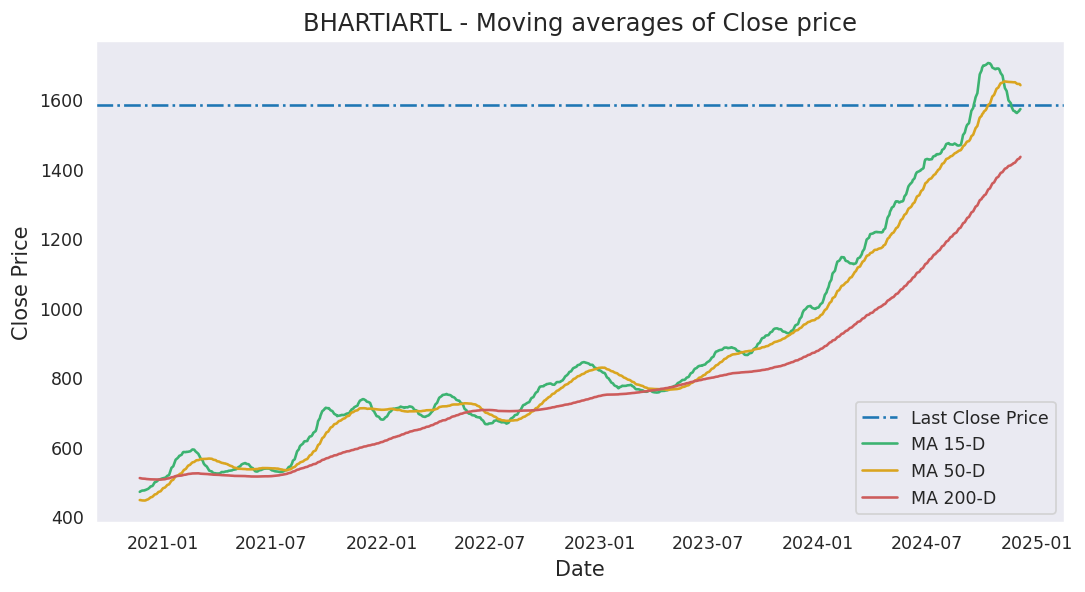 BHARTIARTL - Moving averages of Close price
Close Price
1600
1400
1200
1000
800
600
400
Last Close Price
MA 15-D
MA 50-D
MA 200-D
2021-01 2021-07 2022-01 2022-07 2023-01 2023-07 2024-01 2024-07 2025-01
Date